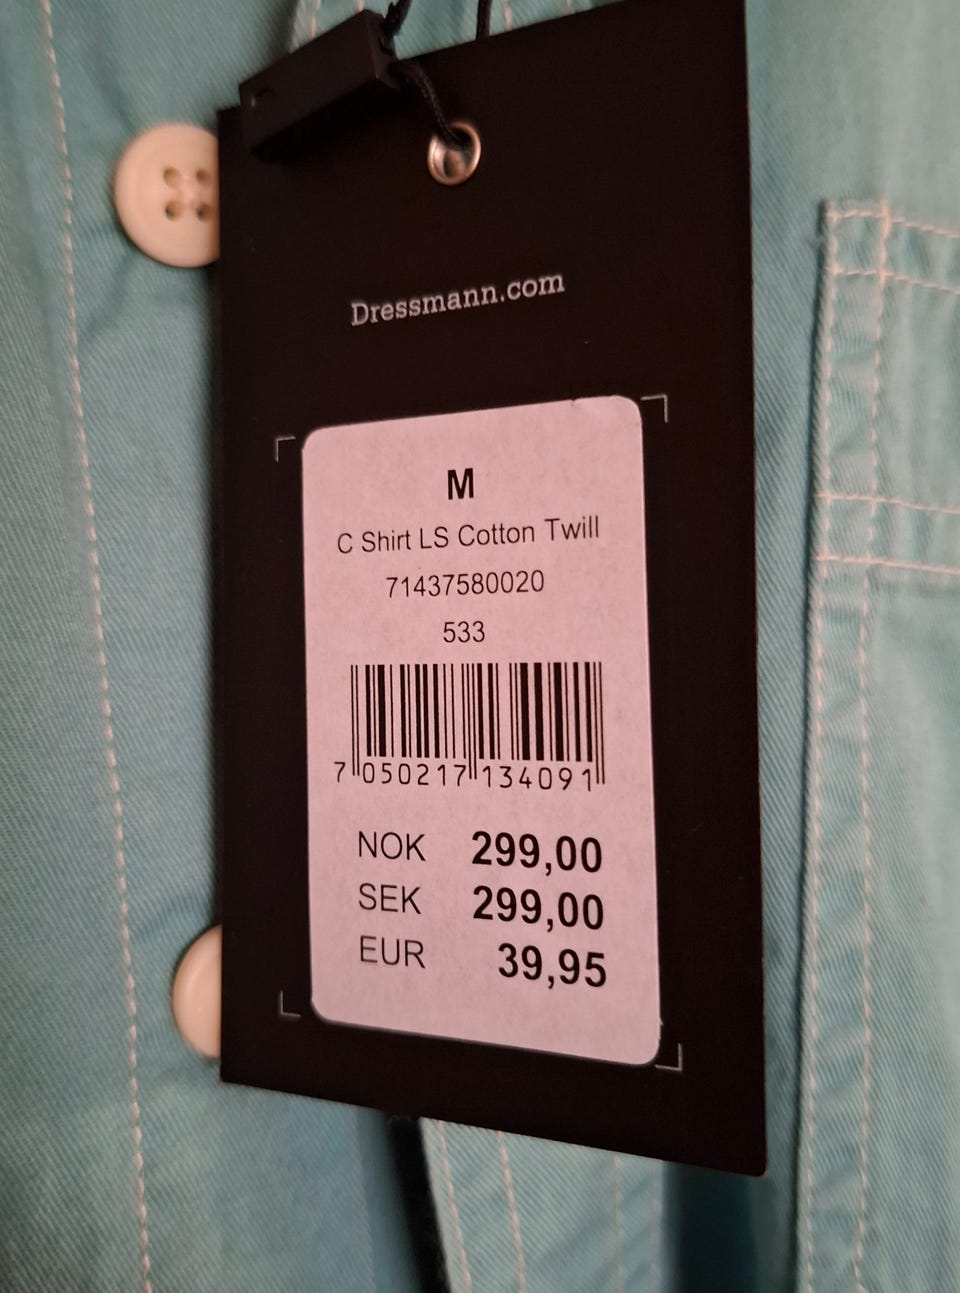 Dressmann.com
M
C Shirt LS Cotton Twill
71437580020
533
7 050217 134091
NOK 299,00
SEK 299,00
EUR 39,95